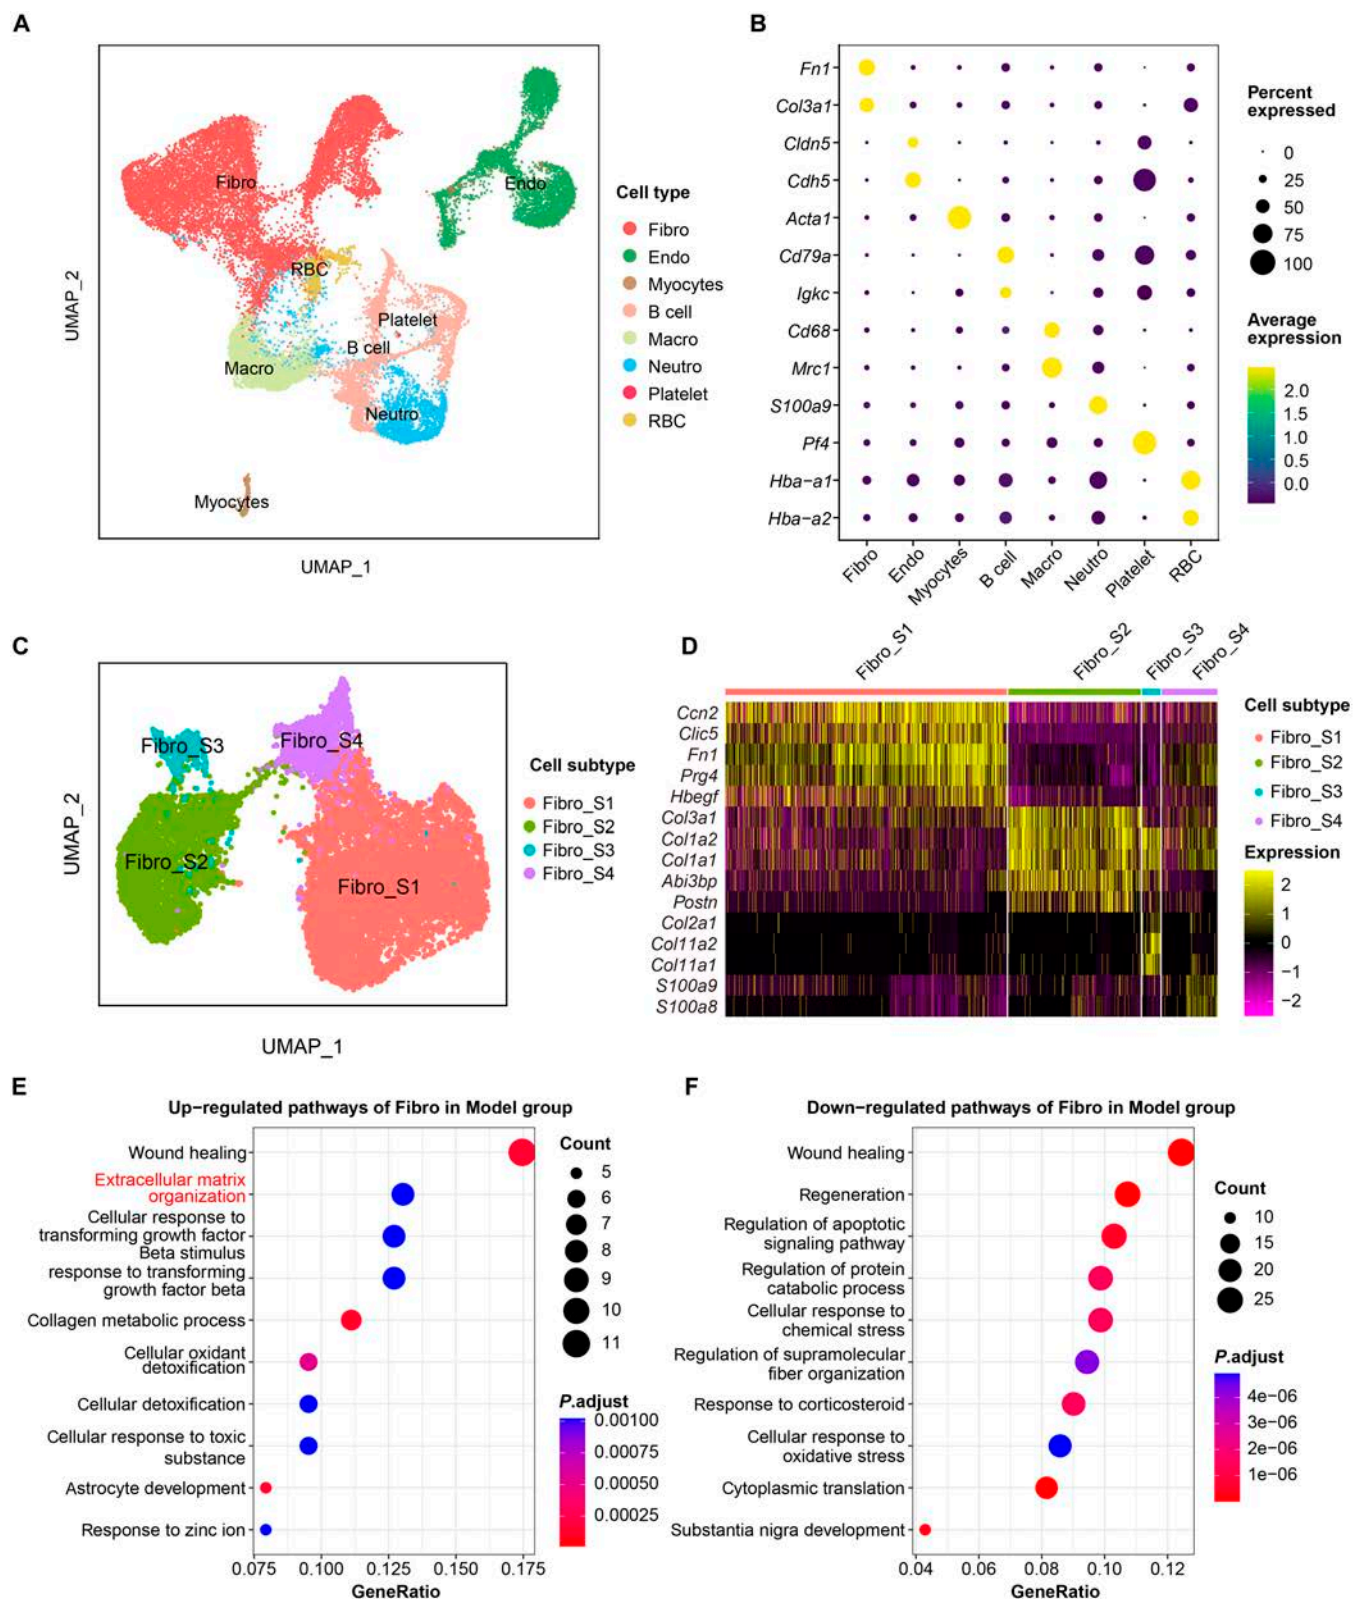 A
UMAP_2
UMAP_1
Fibro
Endo
RBC
Platelet
B cell
Macro
Neutro
Myocytes
Cell type
Fibro
Endo
Myocytes
B cell
Macro
Neutro
Platelet
RBC
B
Fn1
Col3a1
Cldn5
Cdh5
Acta1
Cd79a
Igkc
Cd68
Mrc1
S100a9
Pf4
Hba−a1
Hba−a2
Fibro
Endo
Myocytes
B cell
Macro
Neutro
Platelet
RBC
Percent
expressed
0
25
50
75
100
Average
expression
2.0
1.5
1.0
0.5
0.0
C
UMAP_2
UMAP_1
Fibro_S3
Fibro_S4
Fibro_S2
Fibro_S1
Cell subtype
Fibro_S1
Fibro_S2
Fibro_S3
Fibro_S4
D
Fibro_S1
Fibro_S2
Fibro_S3
Fibro_S4
Ccn2
Clic5
Fn1
Prg4
Hbegf
Col3a1
Col1a2
Col1a1
Abi3bp
Postn
Col2a1
Col11a2
Col11a1
S100a9
S100a8
Cell subtype
Fibro_S1
Fibro_S2
Fibro_S3
Fibro_S4
Expression
2
1
0
−1
−2
E
Up−regulated pathways of Fibro in Model group
Wound healing
Extracellular matrix
organization
Cellular response to
transforming growth factor
Beta stimulus
response to transforming
growth factor beta
Collagen metabolic process
Cellular oxidant
detoxification
Cellular detoxification
Cellular response to toxic
substance
Astrocyte development
Response to zinc ion
0.075 0.100 0.125 0.150 0.175
GeneRatio
Count
5
6
7
8
9
10
11
P.adjust
0.00100
0.00075
0.00050
0.00025
F
Down−regulated pathways of Fibro in Model group
Wound healing
Regeneration
Regulation of apoptotic
signaling pathway
Regulation of protein
catabolic process
Cellular response to
chemical stress
Regulation of supramolecular
fiber organization
Response to corticosteroid
Cellular response to
oxidative stress
Cytoplasmic translation
Substantia nigra development
0.04 0.06 0.08 0.10 0.12
GeneRatio
Count
10
15
20
25
P.adjust
4e−06
3e−06
2e−06
1e−06